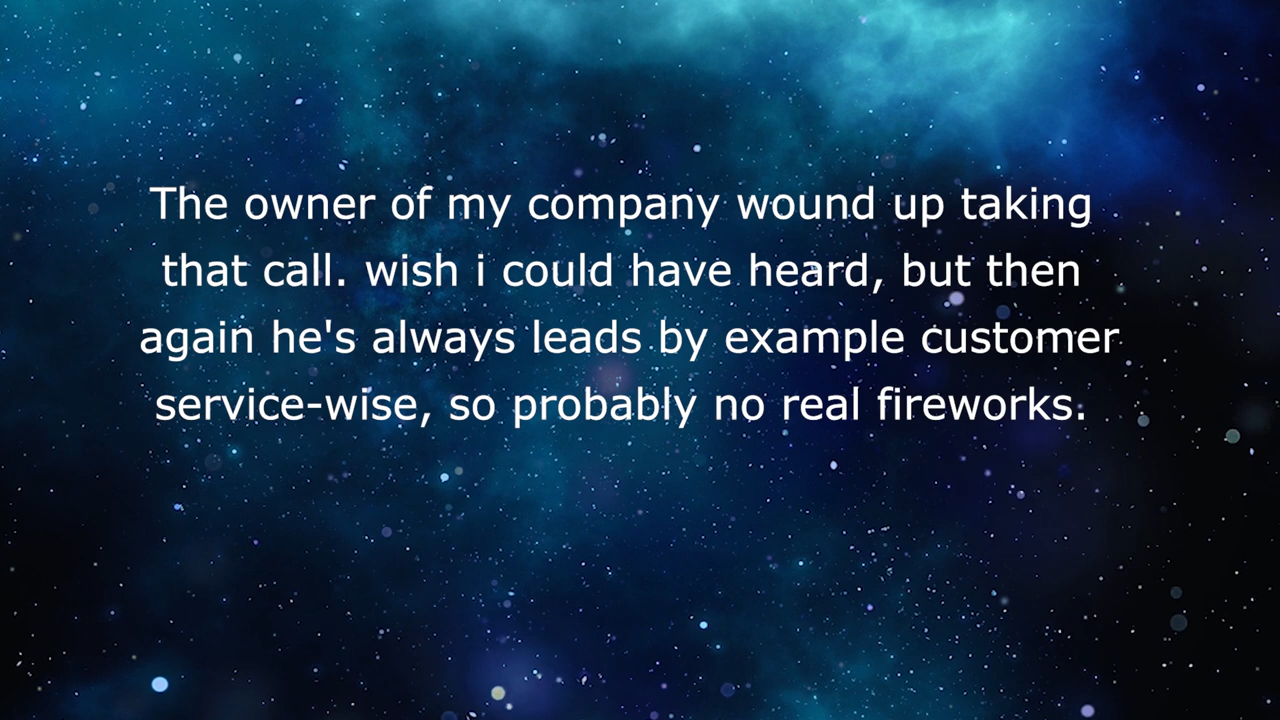 The owner of my company wound up taking
that call. wish i could have heard, but then
again he's always leads by example customer
service-wise, so probably no real fireworks.